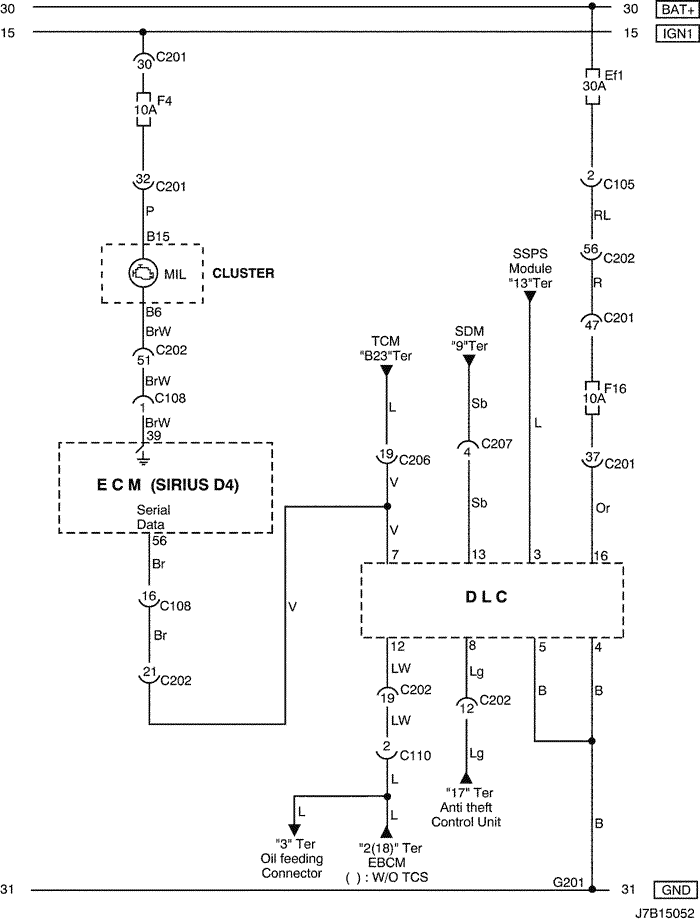 30 30 BAT+
15 15 IGN1
C201
30
F4
10A
32
C201
P
B15
MIL
CLUSTER
B6
BrW
C202
51
BrW
C108
1
BrW
39
E C M (SIRIUS D4)
Serial
Data
56
Br
16
C108
Br
21
C202
V
TCM
"B23"Ter
L
19
C206
V
V
7
SDM
"9"Ter
Sb
C207
4
Sb
13
SSPS
Module
"13"Ter
L
3
Ef1
30A
2
C105
RL
56
C202
R
C201
47
F16
10A
37
C201
Or
16
D L C
12
LW
C202
19
LW
2
C110
L
L
L
"3" Ter
Oil feeding
Connector
"2(18)" Ter
EBCM
( ) : W/O TCS
8
Lg
C202
12
Lg
"17" Ter
Anti theft
Control Unit
5
B
4
B
B
G201
31 31 GND
J7B15052